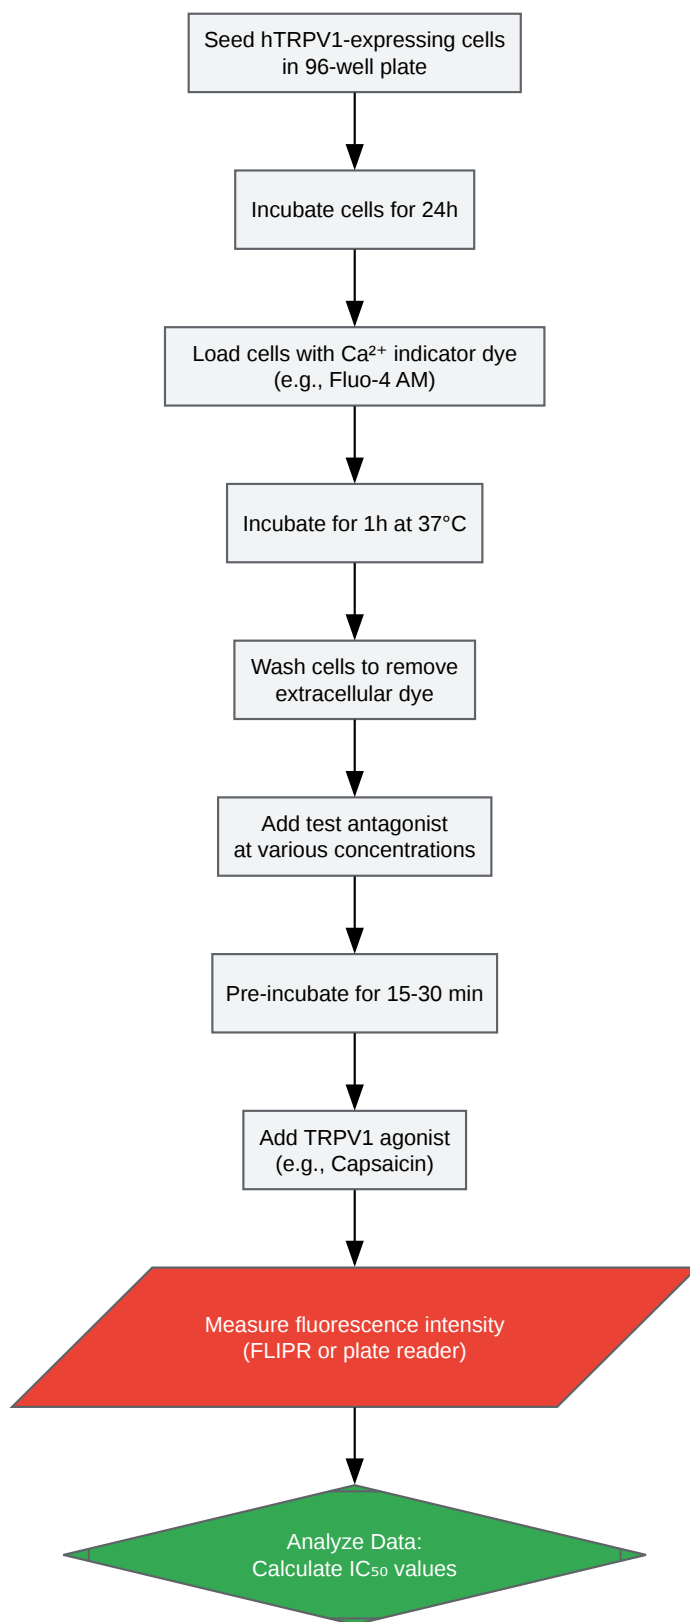 Seed hTRPV1-expressing cells
in 96-well plate
Incubate cells for 24h
Load cells with Ca²⁺ indicator dye
(e.g., Fluo-4 AM)
Incubate for 1h at 37°C
Wash cells to remove
extracellular dye
Add test antagonist
at various concentrations
Pre-incubate for 15-30 min
Add TRPV1 agonist
(e.g., Capsaicin)
Measure fluorescence intensity
(FLIPR or plate reader)
Analyze Data:
Calculate IC₅₀ values